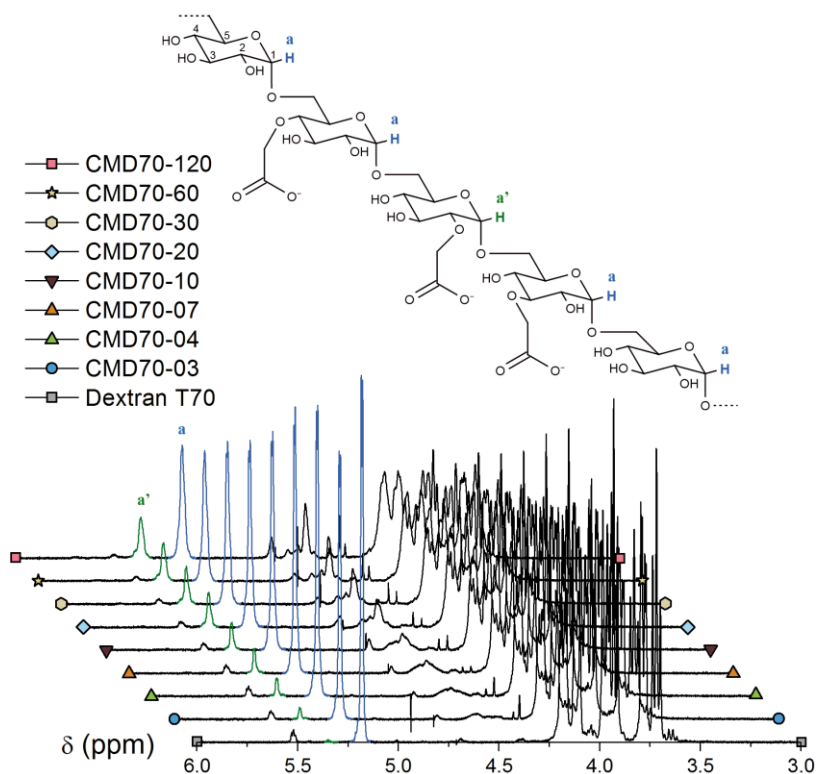 a
4
HO
5
O
2
HO
3
1
H
OH
O
a
O
O
HO
H
OH
O
O
O⁻
a'
HO
O
HO
H
O
O
O
O⁻
a
HO
O
O
H
OH
O
O
O⁻
a
HO
O
HO
H
OH
O
CMD70-120
CMD70-60
CMD70-30
CMD70-20
CMD70-10
CMD70-07
CMD70-04
CMD70-03
Dextran T70
a
a'
δ (ppm)
6.0 5.5 5.0 4.5 4.0 3.5 3.0